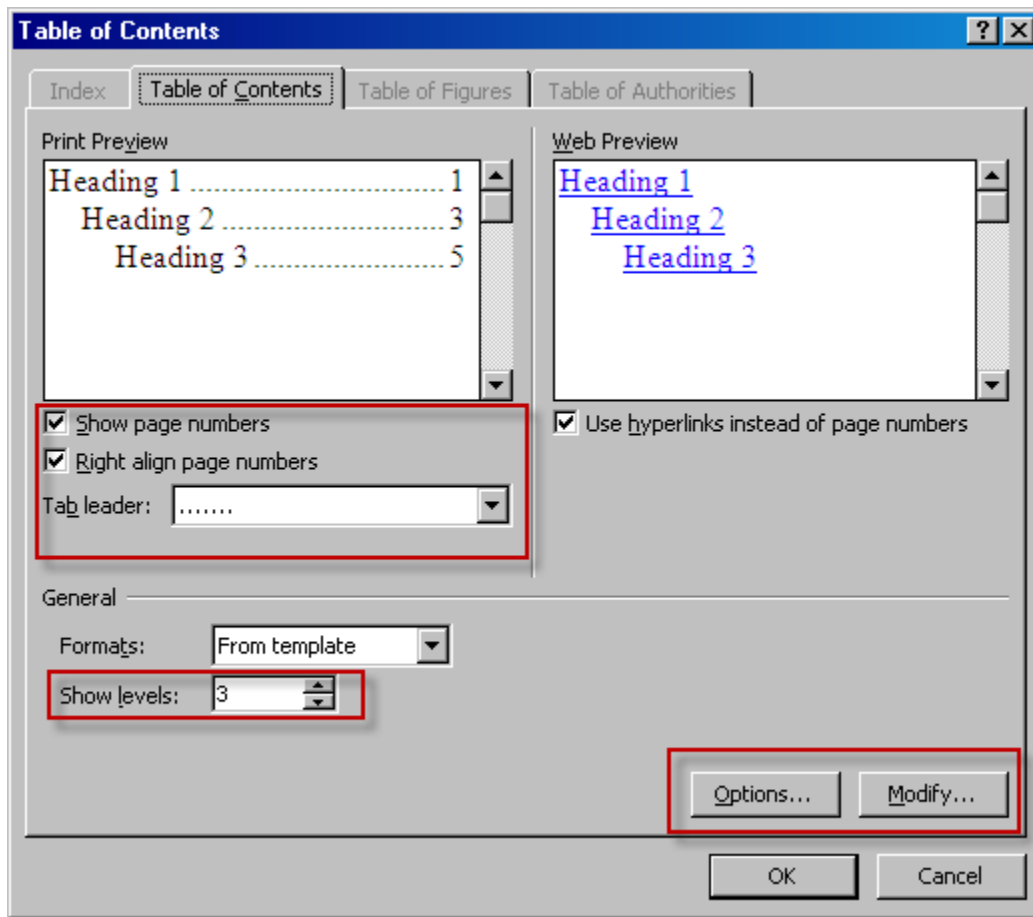 Table of Contents
Index Table of Contents Table of Figures Table of Authorities
Print Preview
Heading 1 ................................. 1
Heading 2 ............................. 3
Heading 3 ......................... 5
Web Preview
Heading 1
Heading 2
Heading 3
Show page numbers
Right align page numbers
Tab leader: .......
Use hyperlinks instead of page numbers
General
Formats: From template
Show levels: 3
Options... Modify...
OK Cancel